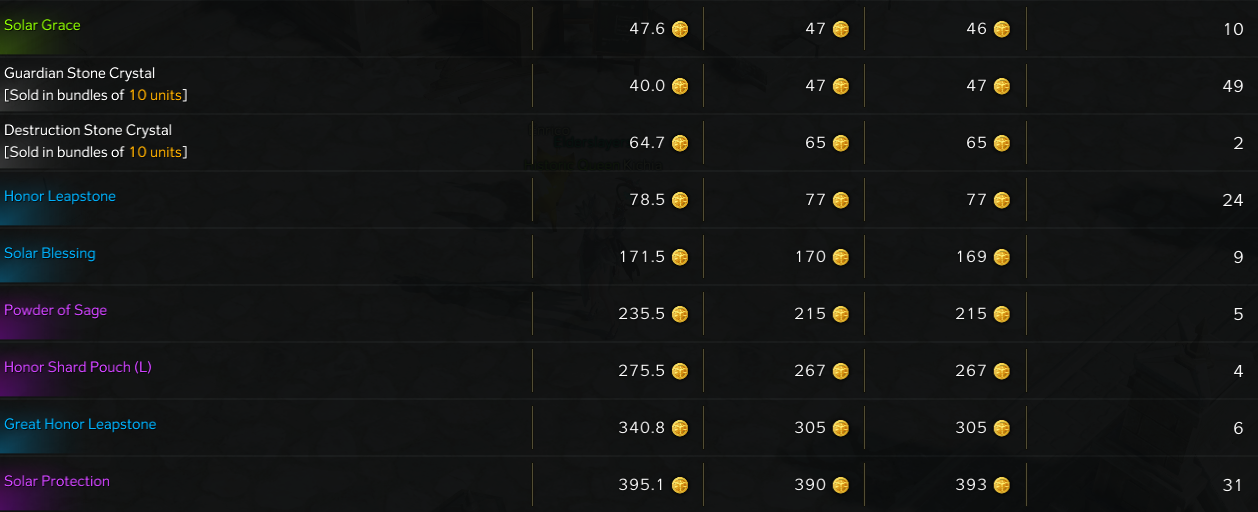 Solar Grace 47.6 47 46 10
Guardian Stone Crystal
[Sold in bundles of 10 units] 40.0 47 47 49
Destruction Stone Crystal
[Sold in bundles of 10 units] 64.7 65 65 2
Honor Leapstone 78.5 77 77 24
Solar Blessing 171.5 170 169 9
Powder of Sage 235.5 215 215 5
Honor Shard Pouch (L) 275.5 267 267 4
Great Honor Leapstone 340.8 305 305 6
Solar Protection 395.1 390 393 31